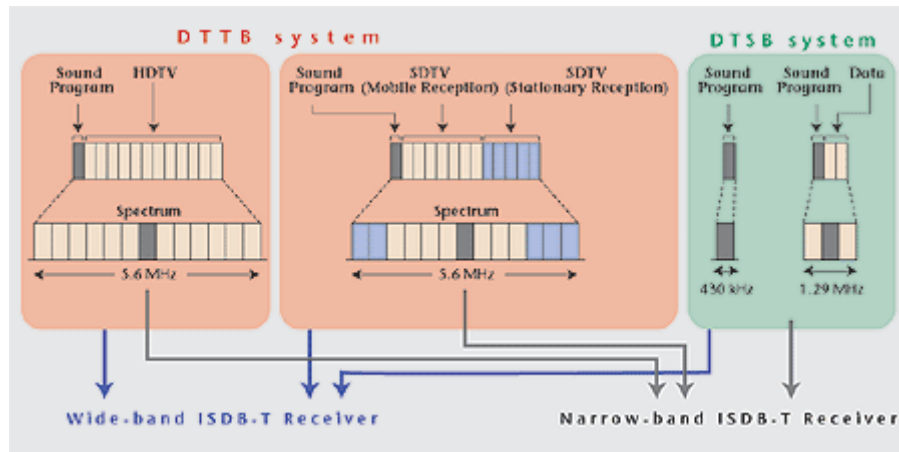 DTTB system
DTSB system
Sound
Program
HDTV
Sound
Program
SDTV
(Mobile Reception)
SDTV
(Stationary Reception)
Sound
Program
Sound
Program
Data
Spectrum
Spectrum
5.6 MHz
5.6 MHz
430 kHz
1.29 MHz
Wide-band ISDB-T Receiver
Narrow-band ISDB-T Receiver